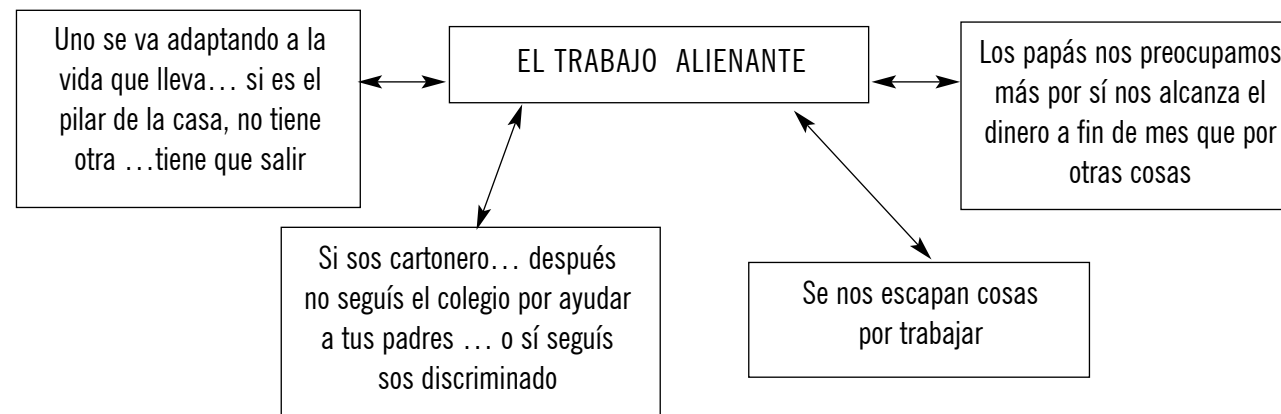 Uno se va adaptando a la
vida que lleva… si es el
pilar de la casa, no tiene
otra …tiene que salir
EL TRABAJO ALIENANTE
Los papás nos preocupamos
más por sí nos alcanza el
dinero a fin de mes que por
otras cosas
Si sos cartonero… después
no seguís el colegio por ayudar
a tus padres … o sí seguís
sos discriminado
Se nos escapan cosas
por trabajar